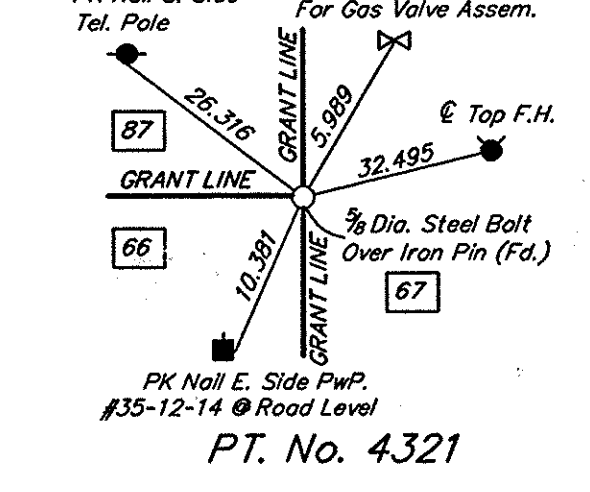 For Gas Valve Assem.
Tel. Pole
26.316
GRANT LINE
5.989
℄ Top F.H.
87
32.495
GRANT LINE
5/8 Dia. Steel Bolt
Over Iron Pin (Fd.)
66
10.381
GRANT LINE
67
PK Nail E. Side PwP.
#35-12-14 @ Road Level
PT. No. 4321